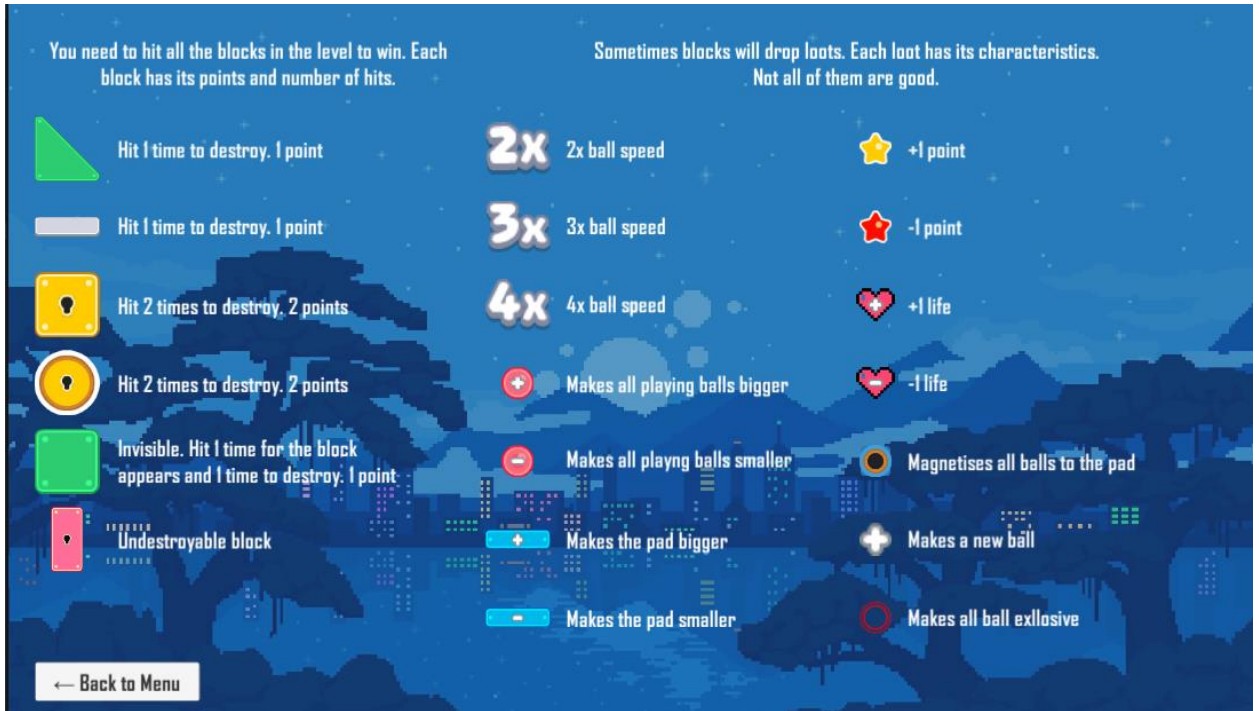 You need to hit all the blocks in the level to win. Each
block has its points and number of hits.
Hit 1 time to destroy. 1 point
Hit 1 time to destroy. 1 point
Hit 2 times to destroy. 2 points
Hit 2 times to destroy. 2 points
Invisible. Hit 1 time for the block
appears and 1 time to destroy. 1 point
Undestroyable block
Sometimes blocks will drop loots. Each loot has its characteristics.
Not all of them are good.
2x 2x ball speed
3x 3x ball speed
4x 4x ball speed
Makes all playing balls bigger
Makes all playng balls smaller
Makes the pad bigger
Makes the pad smaller
+1 point
-1 point
+1 life
-1 life
Magnetises all balls to the pad
Makes a new ball
Makes all ball exllosive
← Back to Menu